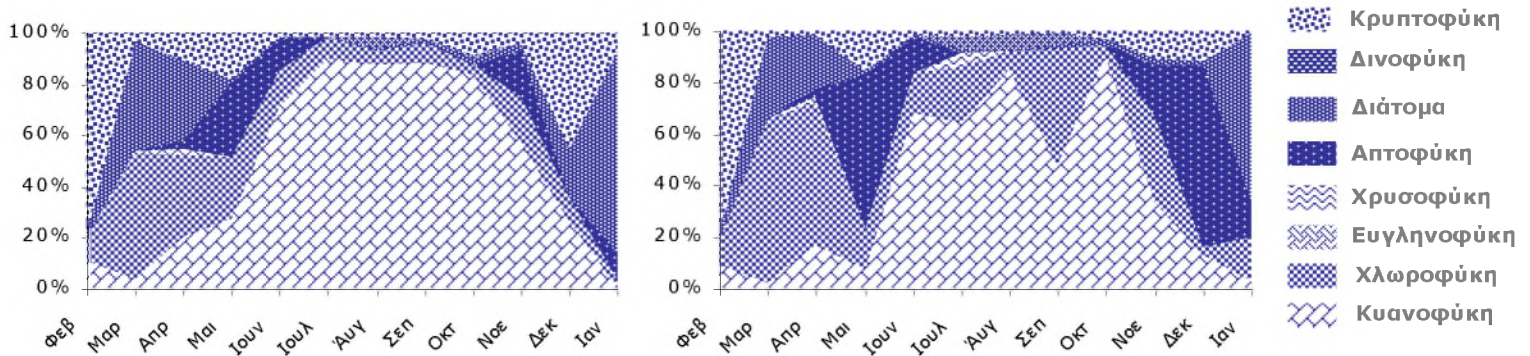 100%
80%
60%
40%
20%
0%
Φεβ Μαρ Απρ Μαι Ιουν Ιουλ Άυγ Σεπ Οκτ Νοε Δεκ Ιαν
100%
80%
60%
40%
20%
0%
Φεβ Μαρ Απρ Μαι Ιουν Ιουλ Άυγ Σεπ Οκτ Νοε Δεκ Ιαν
Κρυπτοφύκη
Δινοφύκη
Διάτομα
Απτοφύκη
Χρυσοφύκη
Ευγληνοφύκη
Χλωροφύκη
Κυανοφύκη